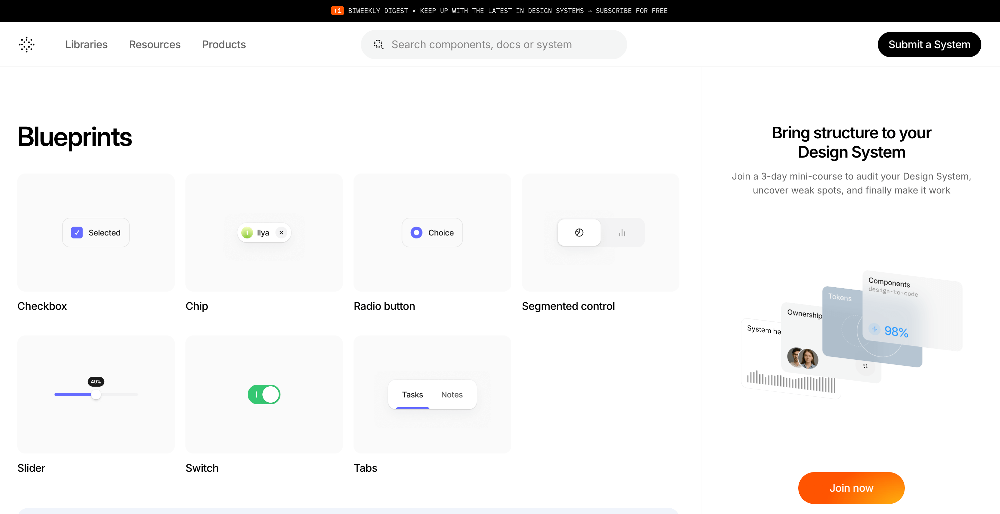 +1 BIWEEKLY DIGEST × KEEP UP WITH THE LATEST IN DESIGN SYSTEMS → SUBSCRIBE FOR FREE
Libraries
Resources
Products
Search components, docs or system
Submit a System
Blueprints
Selected
Checkbox
Ilya
Chip
Choice
Radio button
Segmented control
49%
Slider
Switch
Tasks
Notes
Tabs
Bring structure to your
Design System
Join a 3-day mini-course to audit your Design System,
uncover weak spots, and finally make it work
Components
design-to-code
98%
Tokens
Ownership
System he
Join now